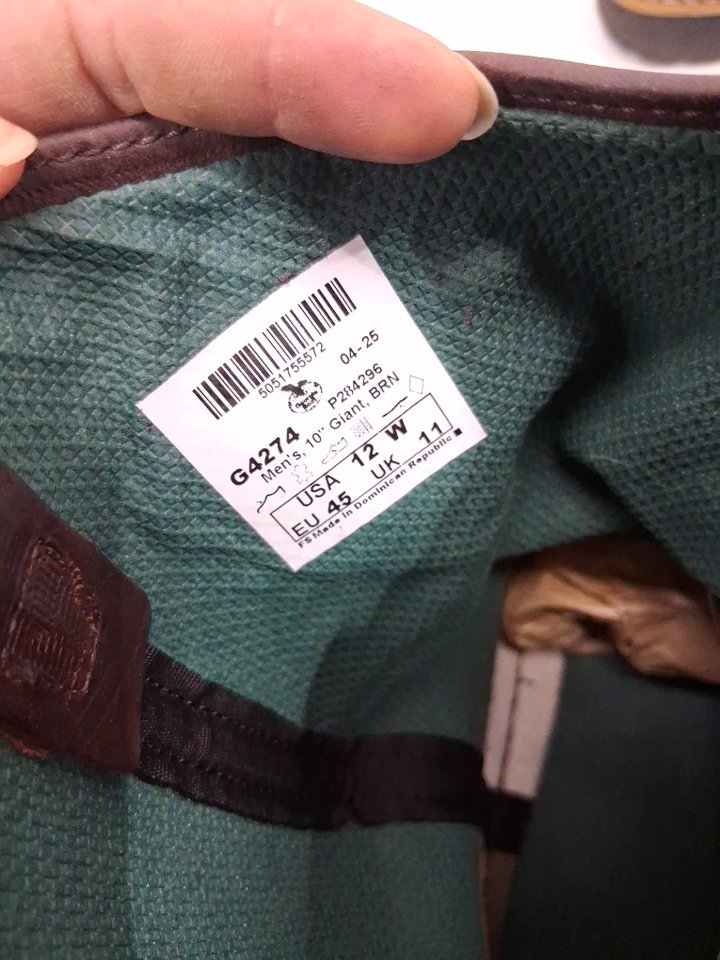 5051755572
04-25
G4274
P284296
Men's, 10" Giant, BRN
USA 12 W
EU 45 UK 11
FS Made in Dominican Republic